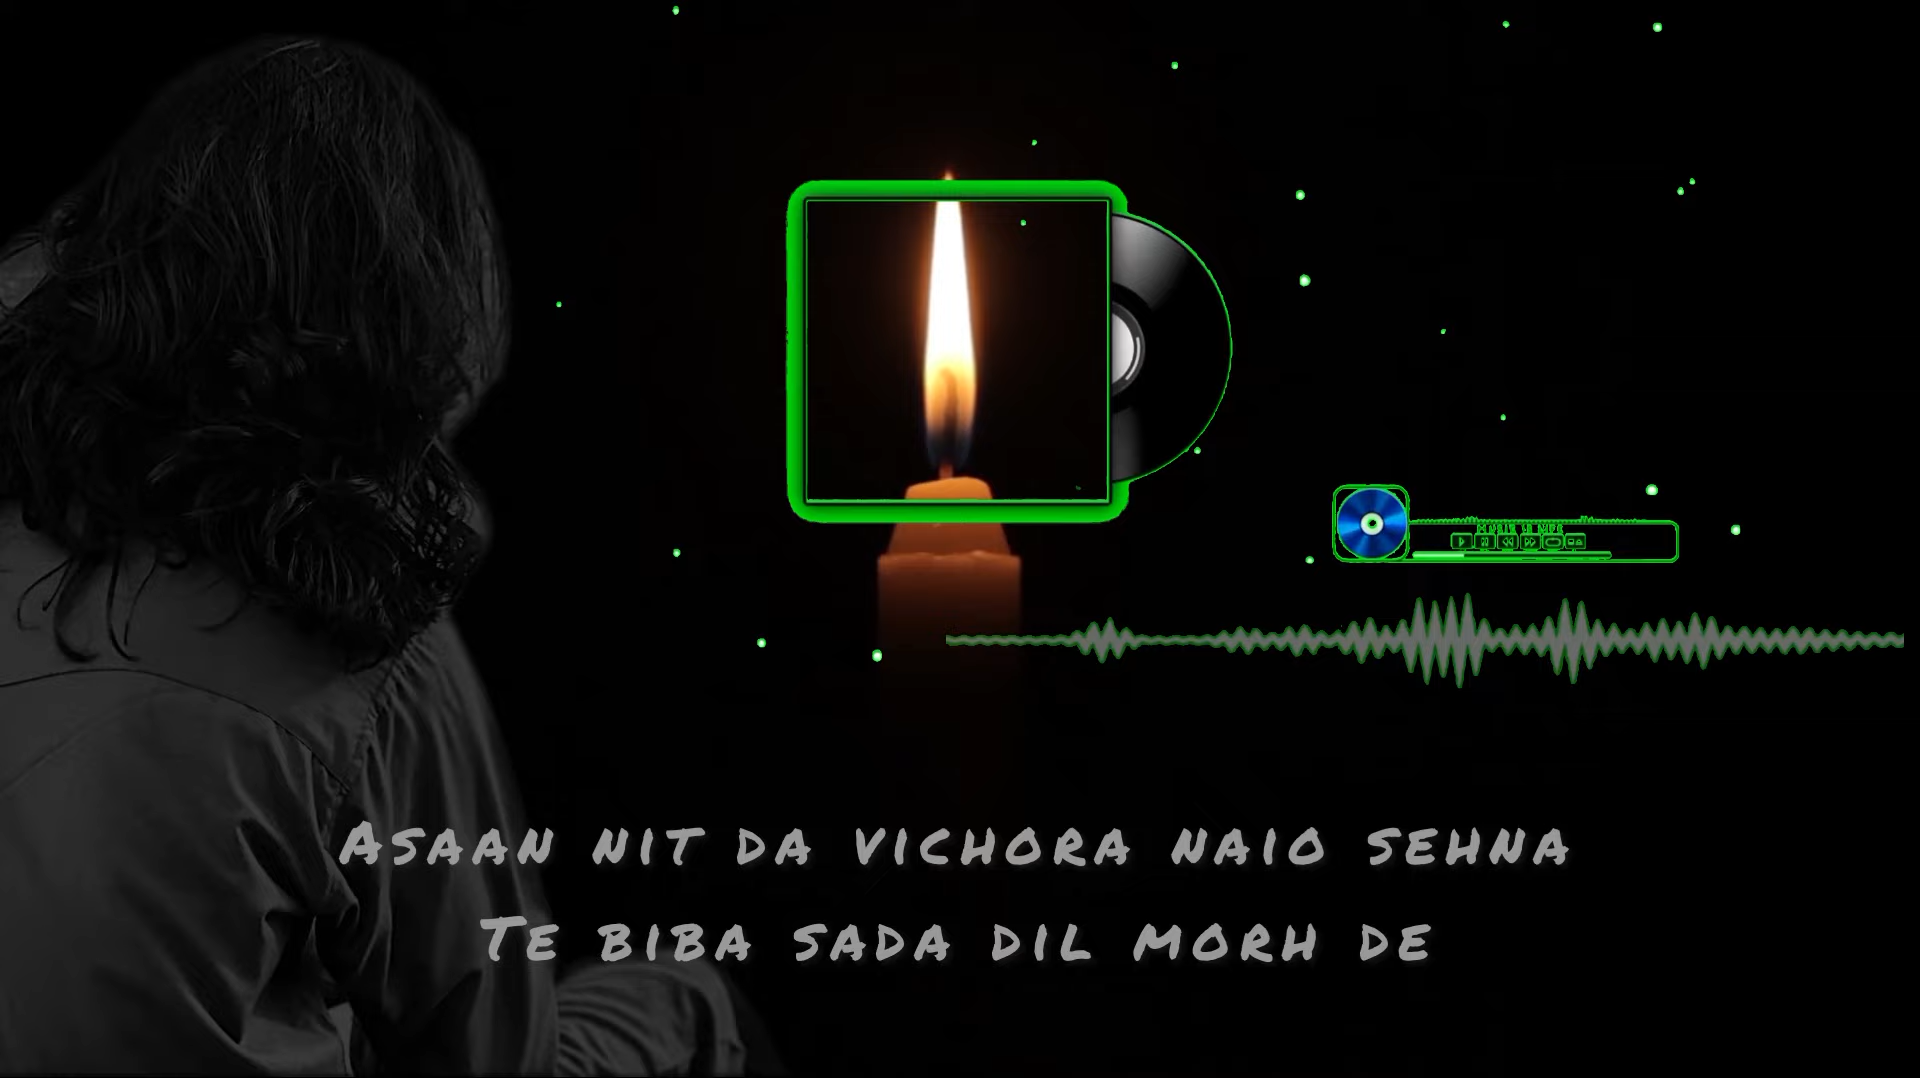 Asaan nit da vichora naio sehna
Te biba sada dil morh de